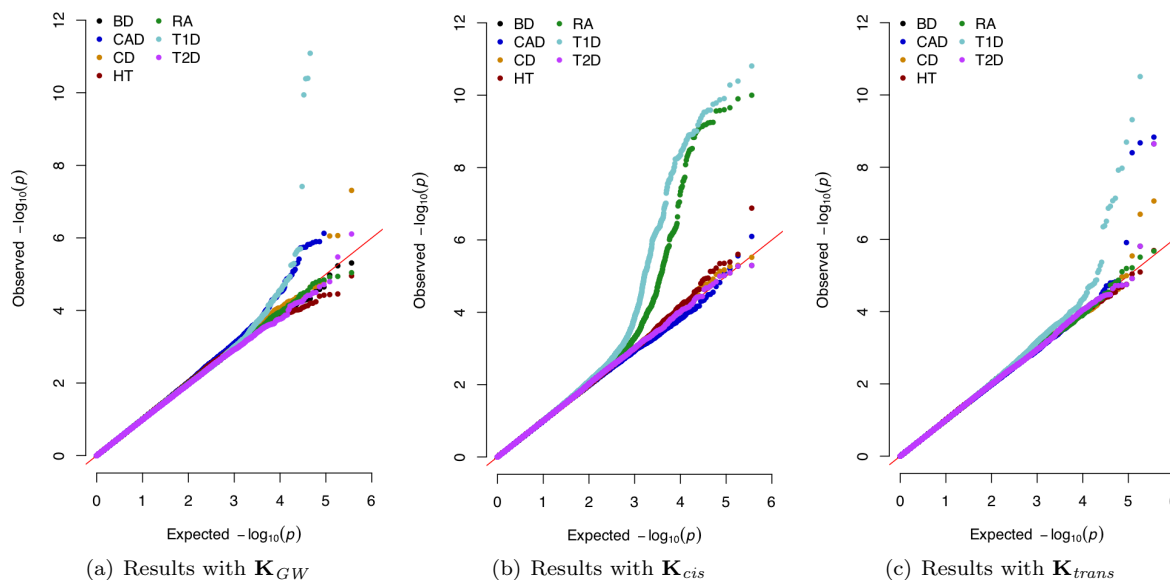 12
10
8
6
4
2
0
Observed −log10(p)
BD
CAD
CD
HT
RA
T1D
T2D
0 1 2 3 4 5 6
Expected −log10(p)
(a) Results with K_GW
12
10
8
6
4
2
0
Observed −log10(p)
BD
CAD
CD
HT
RA
T1D
T2D
0 1 2 3 4 5 6
Expected −log10(p)
(b) Results with K_cis
12
10
8
6
4
2
0
Observed −log10(p)
BD
CAD
CD
HT
RA
T1D
T2D
0 1 2 3 4 5 6
Expected −log10(p)
(c) Results with K_trans